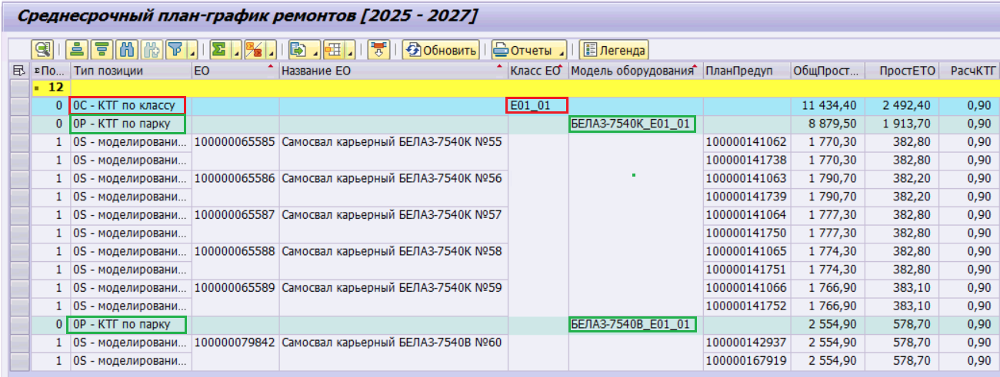 Среднесрочный план-график ремонтов [2025 - 2027]
Обновить Отчеты Легенда
По... Тип позиции ЕО Название ЕО Класс ЕО Модель оборудования ПланПредуп ОбщПрост... ПростЕТО РасчКТГ
12
0 0C - КТГ по классу E01_01 11 434,40 2 492,40 0,90
0 0P - КТГ по парку БЕЛАЗ-7540К_E01_01 8 879,50 1 913,70 0,90
1 0S - моделировани... 100000065585 Самосвал карьерный БЕЛАЗ-7540К №55 100000141062 1 770,30 382,80 0,90
1 0S - моделировани... 100000141738 1 770,30 382,80 0,90
1 0S - моделировани... 100000065586 Самосвал карьерный БЕЛАЗ-7540К №56 100000141063 1 790,70 382,20 0,90
1 0S - моделировани... 100000141739 1 790,70 382,20 0,90
1 0S - моделировани... 100000065587 Самосвал карьерный БЕЛАЗ-7540К №57 100000141064 1 777,30 382,80 0,90
1 0S - моделировани... 100000141750 1 777,30 382,80 0,90
1 0S - моделировани... 100000065588 Самосвал карьерный БЕЛАЗ-7540К №58 100000141065 1 774,30 382,80 0,90
1 0S - моделировани... 100000141751 1 774,30 382,80 0,90
1 0S - моделировани... 100000065589 Самосвал карьерный БЕЛАЗ-7540К №59 100000141066 1 766,90 383,10 0,90
1 0S - моделировани... 100000141752 1 766,90 383,10 0,90
0 0P - КТГ по парку БЕЛАЗ-7540В_E01_01 2 554,90 578,70 0,90
1 0S - моделировани... 100000079842 Самосвал карьерный БЕЛАЗ-7540В №60 100000142937 2 554,90 578,70 0,90
1 0S - моделировани... 100000167919 2 554,90 578,70 0,90